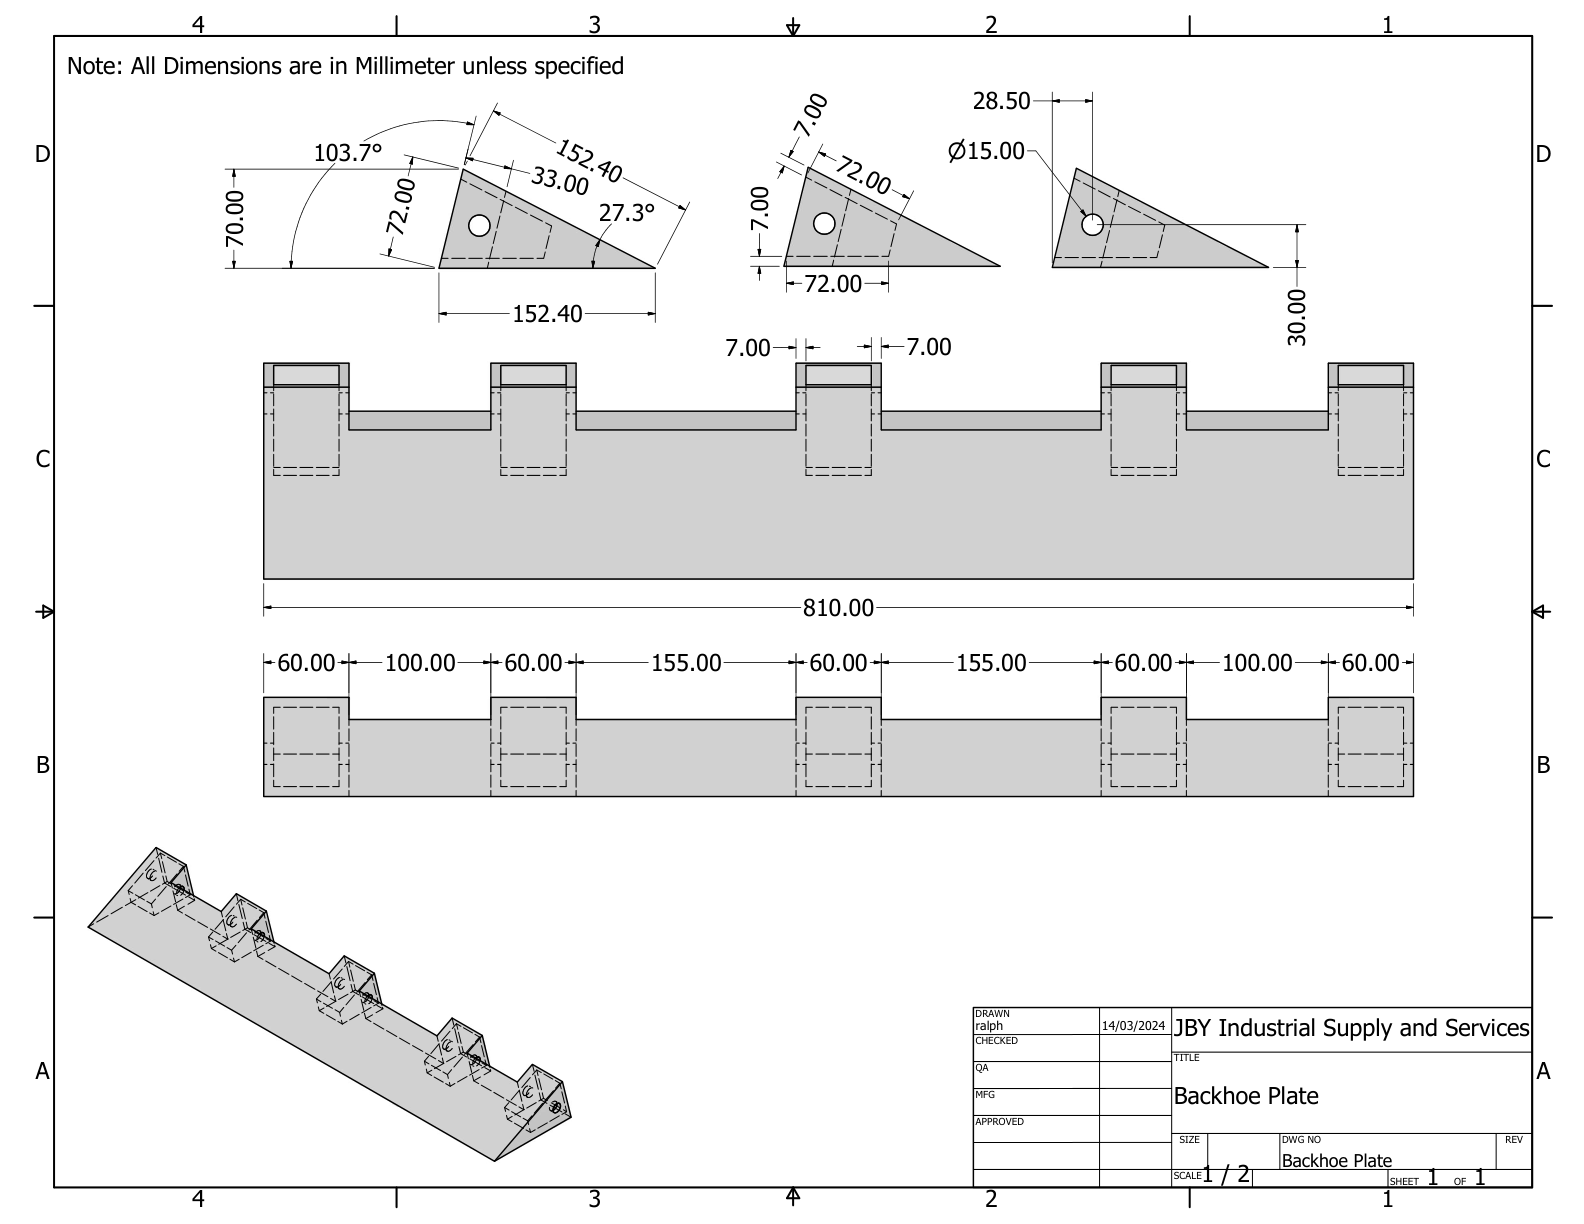 4 3 2 1
Note: All Dimensions are in Millimeter unless specified
D
D
103.7°
152.40
33.00
72.00
70.00
27.3°
152.40
7.00
72.00
7.00
72.00
28.50
Ø15.00
30.00
7.00
7.00
C
C
810.00
60.00 100.00 60.00 155.00 60.00 155.00 60.00 100.00 60.00
B
B
A
A
DRAWN
ralph 14/03/2024
CHECKED
QA
MFG
APPROVED
JBY Industrial Supply and Services
TITLE
Backhoe Plate
SIZE
DWG NO
REV
Backhoe Plate
SCALE 1 / 2
SHEET 1 OF 1
4 3 2 1